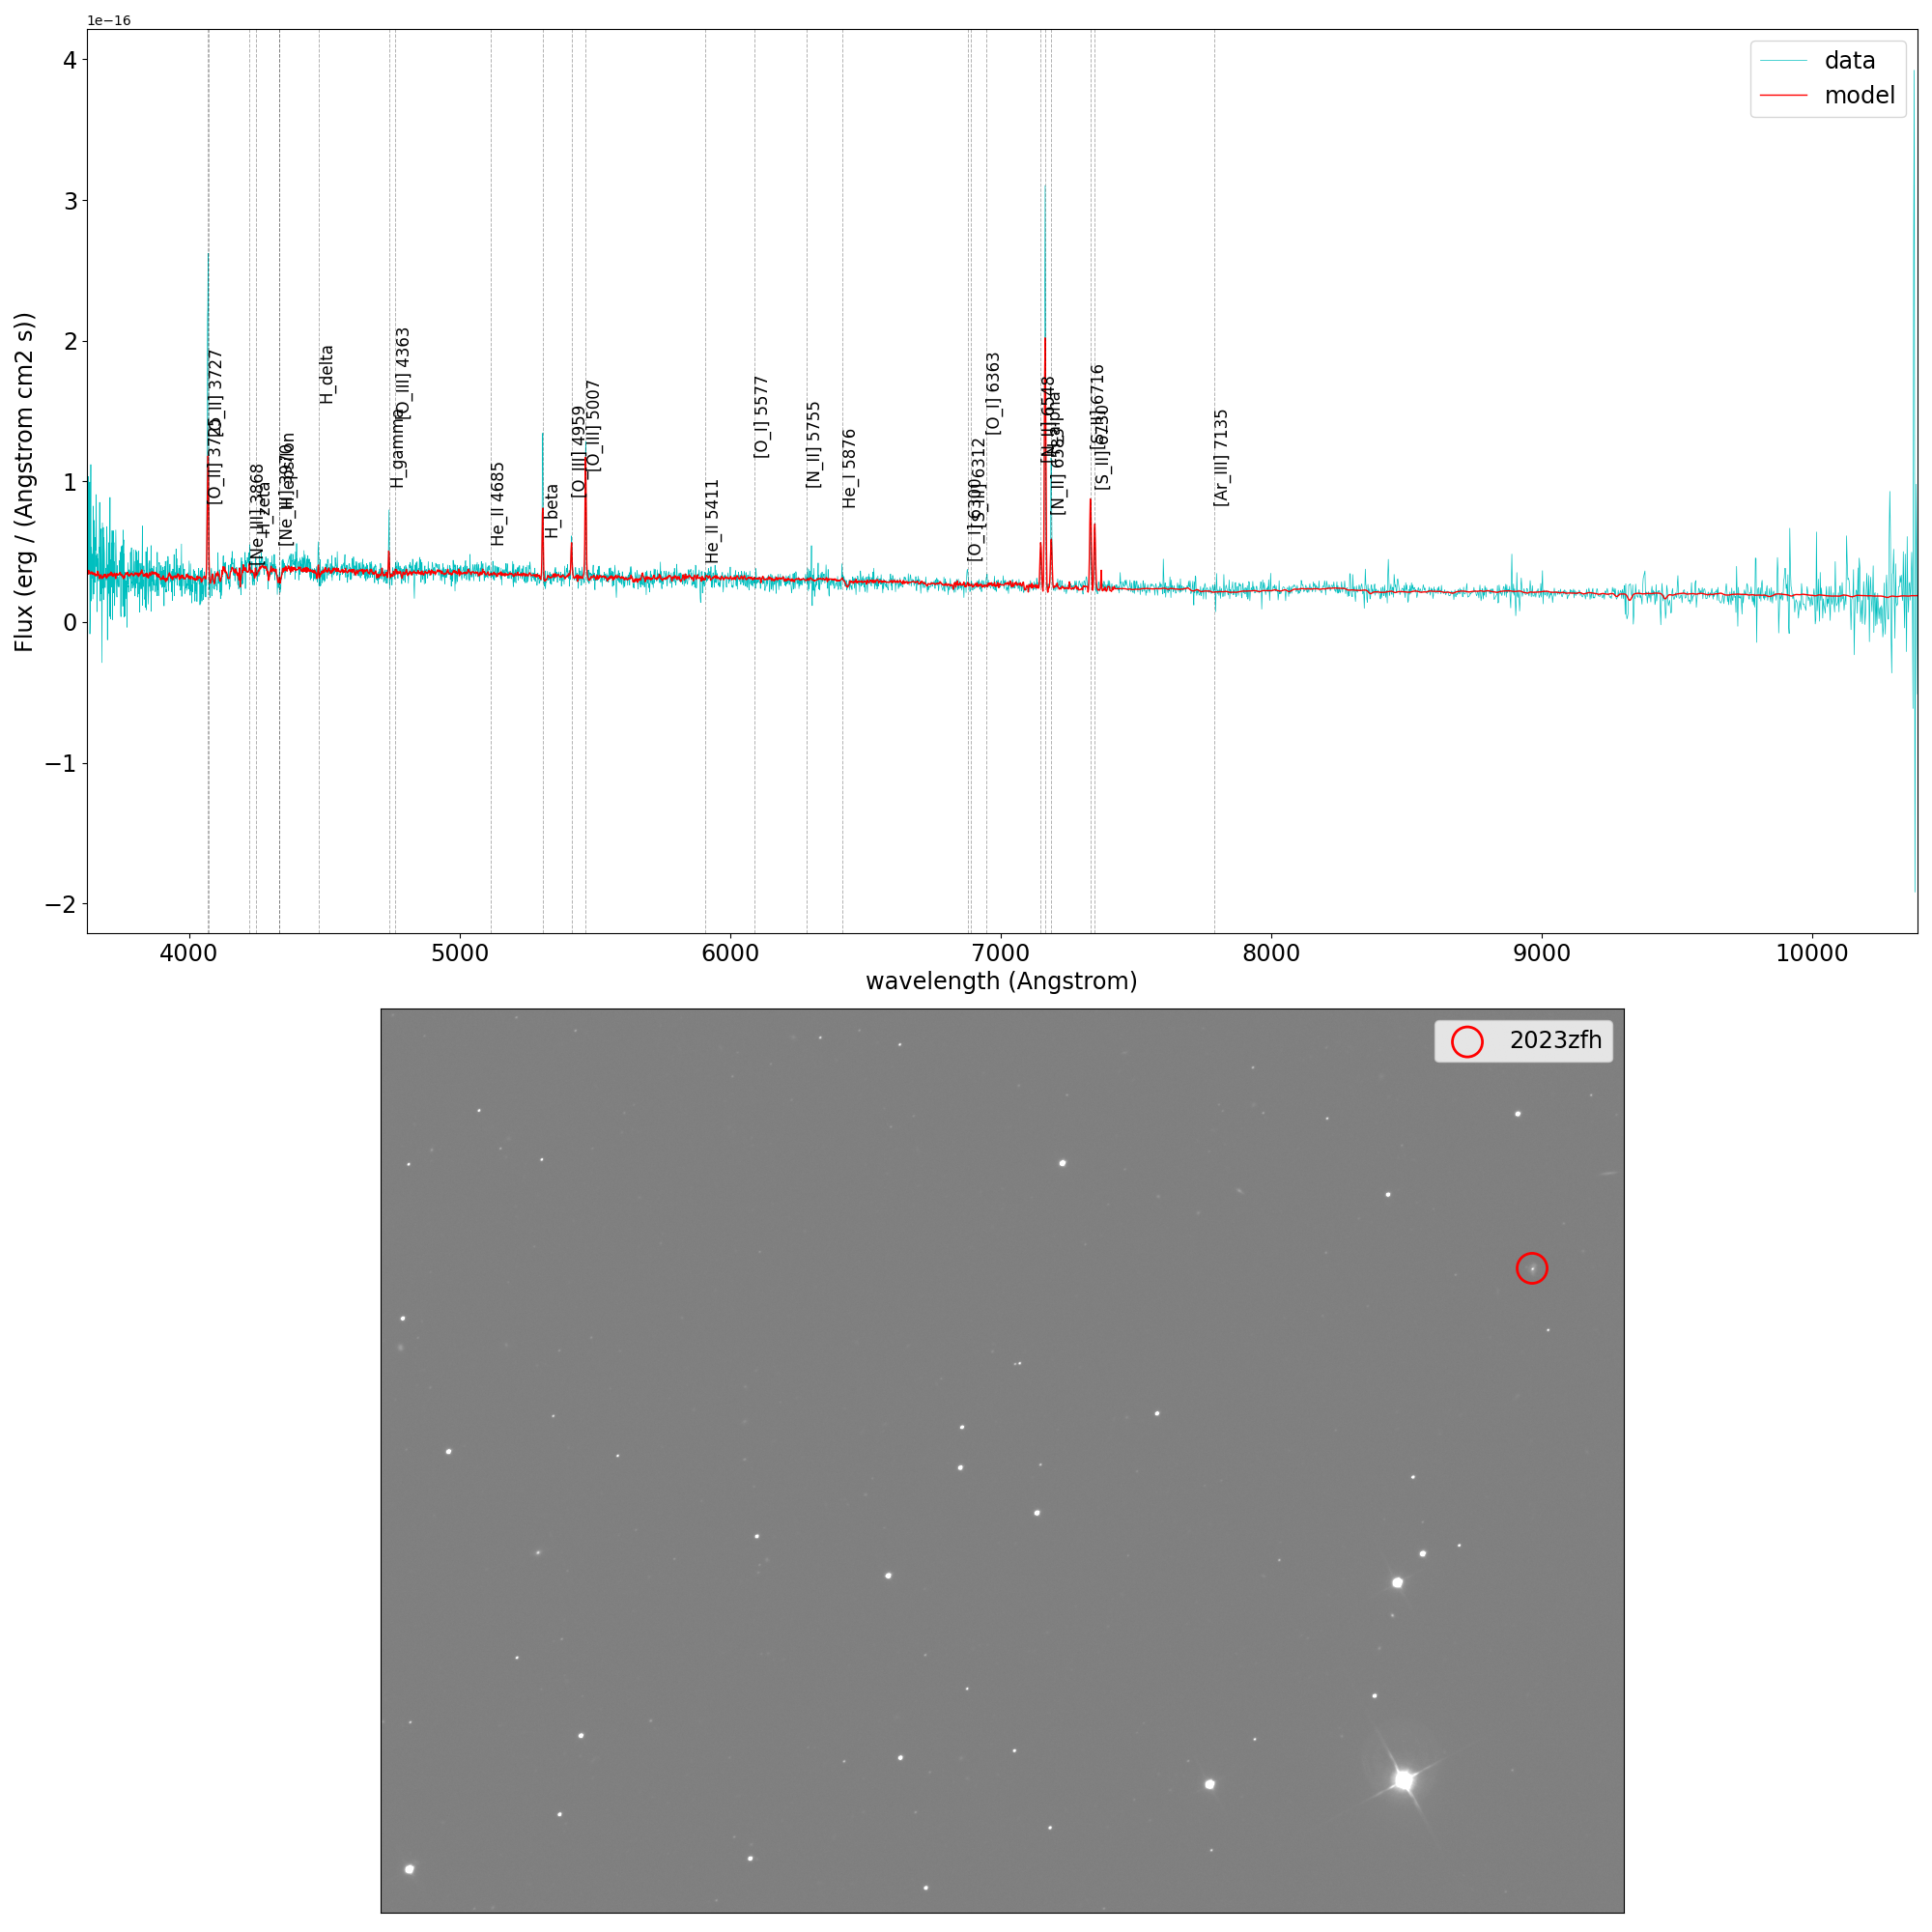 1e−16
4
3
2
1
0
−1
−2
Flux (erg / (Angstrom cm2 s))
data
model
[O_II] 3725
[O_II] 3727
[Ne_III] 3868
H_zeta
[Ne_III] 3970
H_epsilon
H_delta
H_gamma
[O_III] 4363
He_II 4685
H_beta
[O_III] 4959
[O_III] 5007
He_II 5411
[O_I] 5577
[N_II] 5755
He_I 5876
[O_I] 6300
[S_III] 6312
[O_I] 6363
[N_II] 6548
H_alpha
[N_II] 6583
[S_II] 6716
[S_II] 6730
[Ar_III] 7135
4000
5000
6000
7000
8000
9000
10000
wavelength (Angstrom)
2023zfh